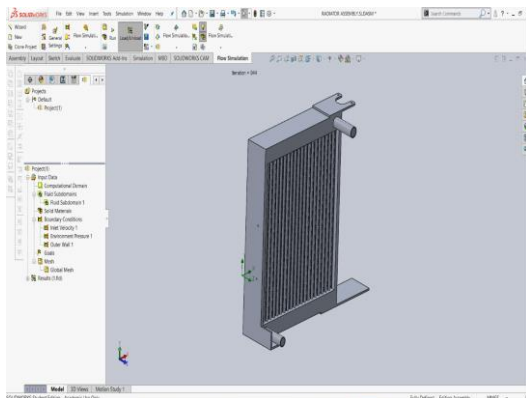 SOLIDWORKS
File Edit View Insert Tools Simulation Window Help
RADIATOR ASSEMBLY.SLDASM *
Search Commands
Wizard
New
Clone Project
General Settings
Flow Simulat...
Run
Load/Unload
Flow Simulati...
Flow Simulati...
Assembly Layout Sketch Evaluate SOLIDWORKS Add-Ins Simulation MBD SOLIDWORKS CAM Flow Simulation
Iteration = 344
Projects
Default
Project(1)
Project(1)
Input Data
Computational Domain
Fluid Subdomains
Fluid Subdomain 1
Solid Materials
Boundary Conditions
Inlet Velocity 1
Environment Pressure 1
Outer Wall 1
Goals
Mesh
Global Mesh
Model 3D Views Motion Study 1